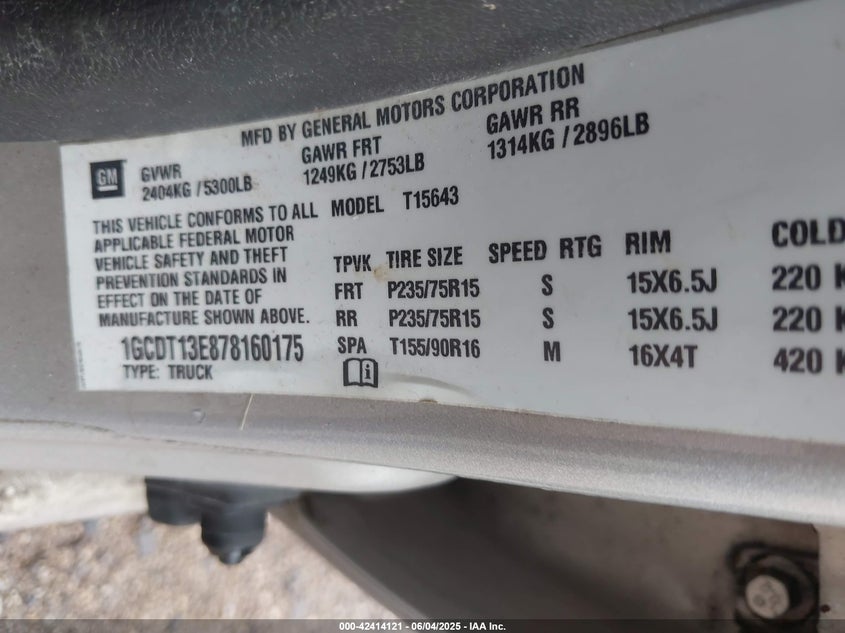 MFD BY GENERAL MOTORS CORPORATION
GM
GVWR GAWR FRT GAWR RR
2404KG / 5300LB 1249KG / 2753LB 1314KG / 2896LB
THIS VEHICLE CONFORMS TO ALL
APPLICABLE FEDERAL MOTOR
VEHICLE SAFETY AND THEFT
PREVENTION STANDARDS IN
EFFECT ON THE DATE OF
MANUFACTURE SHOWN ABOVE.
1GCDT13E878160175
TYPE: TRUCK
MODEL T15643
TPVK TIRE SIZE SPEED RTG RIM COLD
FRT P235/75R15 S 15X6.5J 220 K
RR P235/75R15 S 15X6.5J 220 K
SPA T155/90R16 M 16X4T 420 K
000-42414121 - 06/04/2025 - IAA Inc.